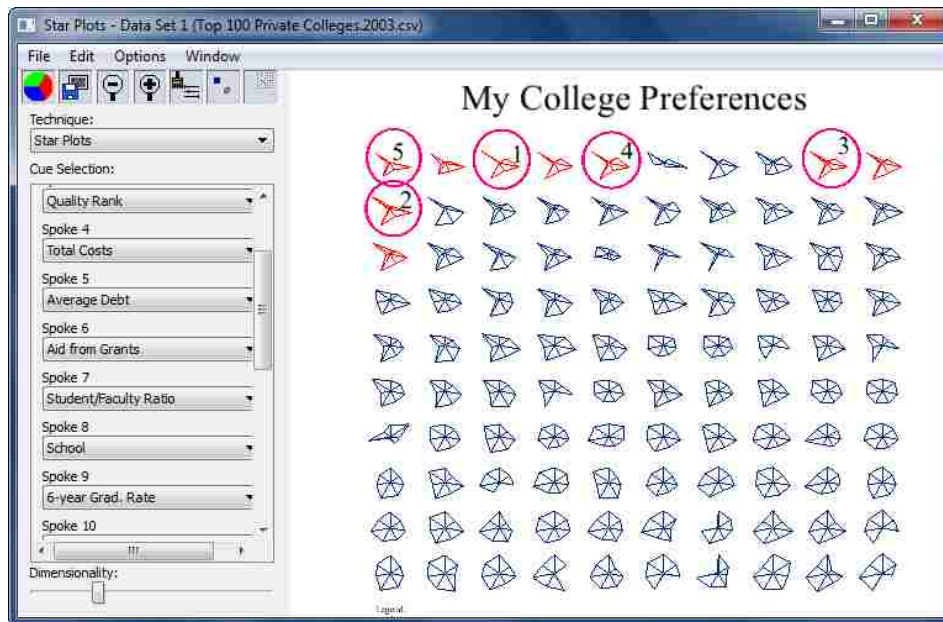 Star Plots - Data Set 1 (Top 100 Private Colleges.2003.csv)
File Edit Options Window
Technique:
Star Plots
Cue Selection:
Quality Rank
Spoke 4
Total Costs
Spoke 5
Average Debt
Spoke 6
Aid from Grants
Spoke 7
Student/Faculty Ratio
Spoke 8
School
Spoke 9
6-year Grad. Rate
Spoke 10
Dimensionality:
My College Preferences
5 1 4 3
2
Legend